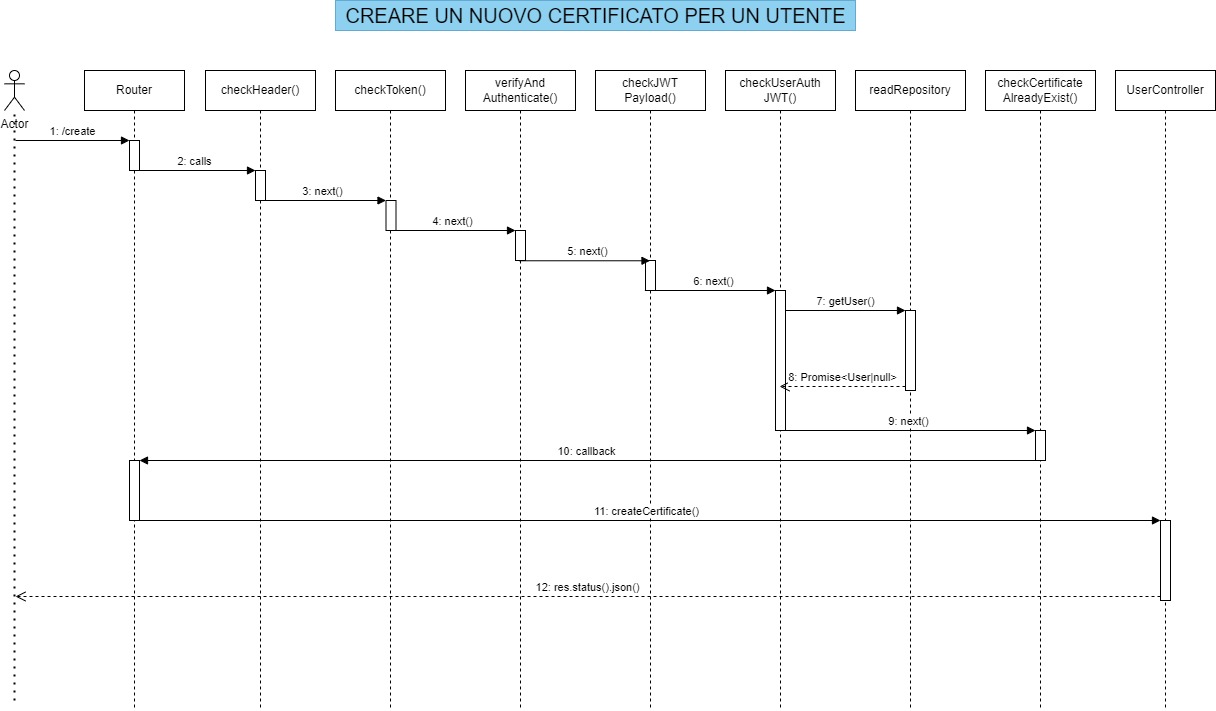 CREARE UN NUOVO CERTIFICATO PER UN UTENTE
Actor
Router
checkHeader()
checkToken()
verifyAnd
Authenticate()
checkJWT
Payload()
checkUserAuth
JWT()
readRepository
checkCertificate
AlreadyExist()
UserController
1: /create
2: calls
3: next()
4: next()
5: next()
6: next()
7: getUser()
8: Promise<User|null>
9: next()
10: callback
11: createCertificate()
12: res.status().json()